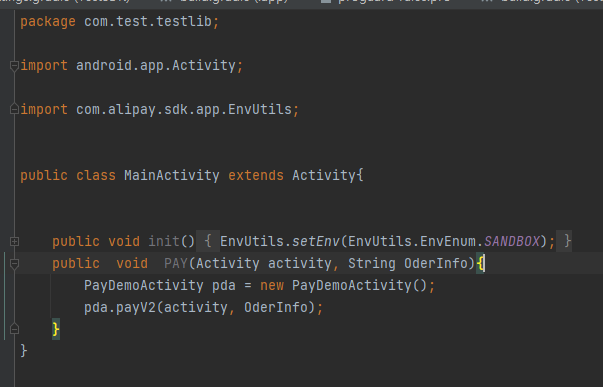 package com.test.testlib;
import android.app.Activity;
import com.alipay.sdk.app.EnvUtils;
public class MainActivity extends Activity{
public void init() { EnvUtils.setEnv(EnvUtils.EnvEnum.SANDBOX); }
public  void  PAY(Activity activity, String OderInfo){
PayDemoActivity pda = new PayDemoActivity();
pda.payV2(activity, OderInfo);
}
}